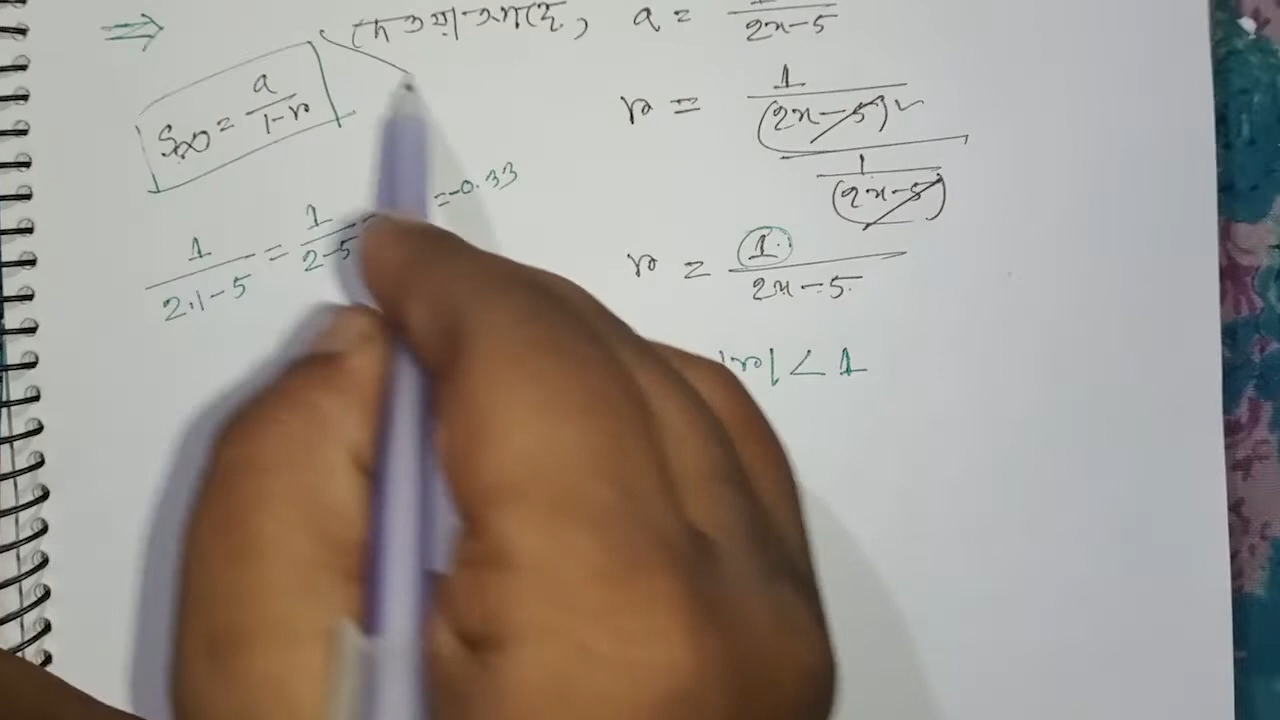 ⇒ a = 1/(2x-5)
S∞ = a/(1-r)
r = (1/(2x-5)²)/(1/(2x-5))
1/(2.1-5) = 1/(2-5) = -0.33
r = 1/(2x-5)
|r| < 1